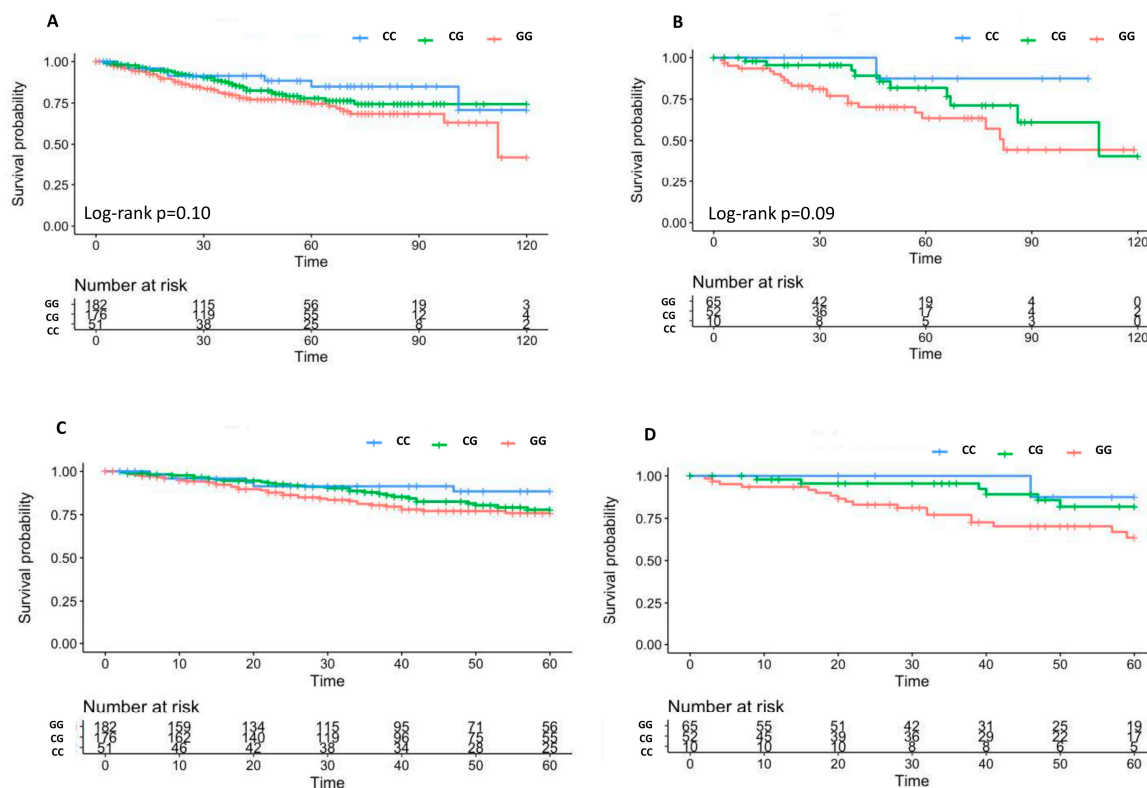 A
CC CG GG
Survival probability
1.00
0.75
0.50
0.25
0.00
Log-rank p=0.10
0 30 60 90 120
Time
Number at risk
GG 182 115 56 19 3
CG 176 119 55 12 4
CC 51 38 25 8 2
0 30 60 90 120
Time
B
CC CG GG
Survival probability
1.00
0.75
0.50
0.25
0.00
Log-rank p=0.09
0 30 60 90 120
Time
Number at risk
GG 65 42 19 4 0
CG 52 36 17 4 2
CC 10 8 5 3 0
0 30 60 90 120
Time
C
CC CG GG
Survival probability
1.00
0.75
0.50
0.25
0.00
0 10 20 30 40 50 60
Time
Number at risk
GG 182 159 134 115 95 71 56
CG 176 162 140 119 96 75 55
CC 51 46 42 38 34 28 25
0 10 20 30 40 50 60
Time
D
CC CG GG
Survival probability
1.00
0.75
0.50
0.25
0.00
0 10 20 30 40 50 60
Time
Number at risk
GG 65 55 51 42 31 25 19
CG 52 45 39 36 29 22 17
CC 10 10 10 8 8 6 5
0 10 20 30 40 50 60
Time